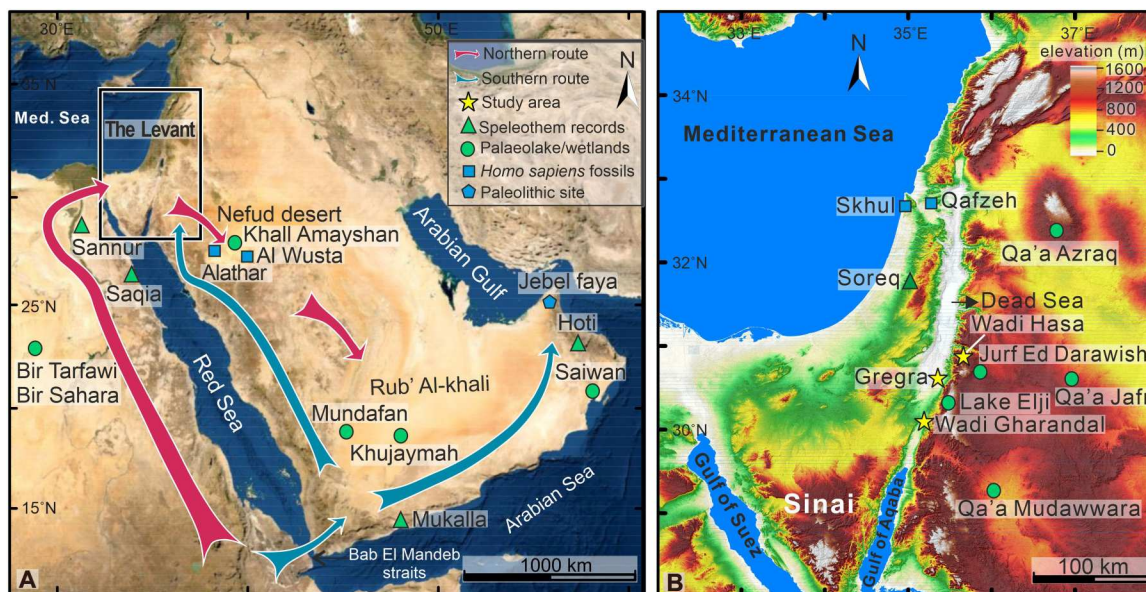 30°E
50°E
35°N
25°N
15°N
Northern route
Southern route
Study area
Speleothem records
Palaeolake/wetlands
Homo sapiens fossils
Paleolithic site
N
Med. Sea
The Levant
Nefud desert
Khall Amayshan
Al Wusta
Alathar
Sannur
Saqia
Arabian Gulf
Jebel faya
Hoti
Saiwan
Bir Tarfawi
Bir Sahara
Red Sea
Rub' Al-khali
Mundafan
Khujaymah
Mukalla
Arabian Sea
Bab El Mandeb
straits
1000 km
A
33°E
35°E
37°E
N
elevation (m)
1600
1200
800
400
0
34°N
Mediterranean Sea
Skhul
Qafzeh
Qa'a Azraq
32°N
Soreq
Dead Sea
Wadi Hasa
Jurf Ed Darawish
Gregra
Qa'a Jafr
Lake Elji
30°N
Wadi Gharandal
Sinai
Gulf of Suez
Gulf of Aqaba
Qa'a Mudawwara
100 km
B